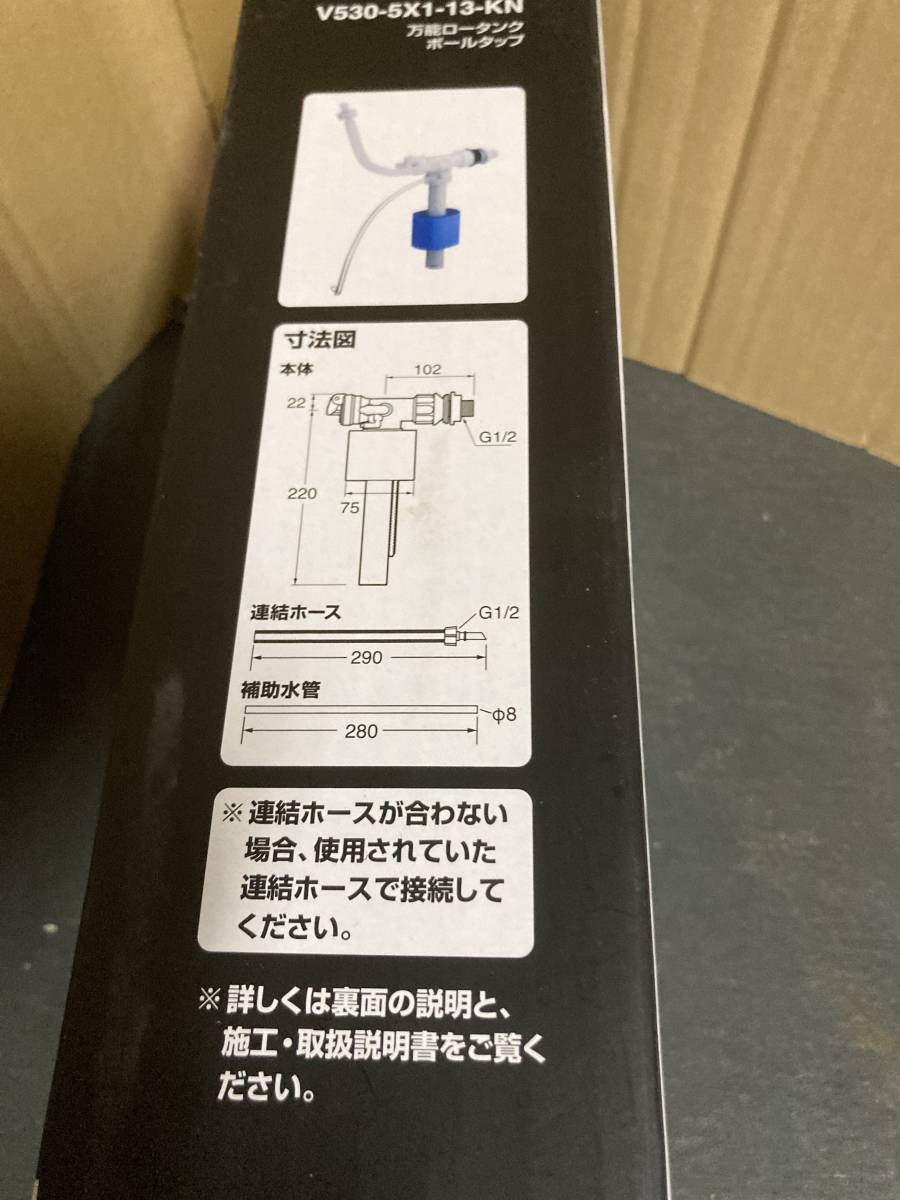 V530-5X1-13-KN
万能ロータンク
ボールタップ
寸法図
本体
102
22
G1/2
220
75
連結ホース
G1/2
290
補助水管
φ8
280
※連結ホースが合わない
場合、使用されていた
連結ホースで接続して
ください。
※詳しくは裏面の説明と、
施工・取扱説明書をご覧く
ださい。